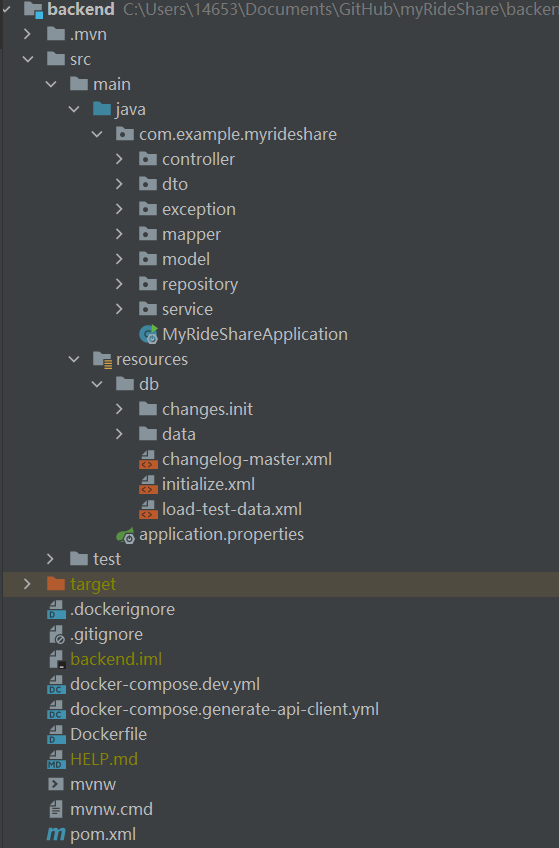 backend C:\Users\14653\Documents\GitHub\myRideShare\backen
.mvn
src
main
java
com.example.myrideshare
controller
dto
exception
mapper
model
repository
service
MyRideShareApplication
resources
db
changes.init
data
changelog-master.xml
initialize.xml
load-test-data.xml
application.properties
test
target
.dockerignore
.gitignore
backend.iml
docker-compose.dev.yml
docker-compose.generate-api-client.yml
Dockerfile
HELP.md
mvnw
mvnw.cmd
pom.xml